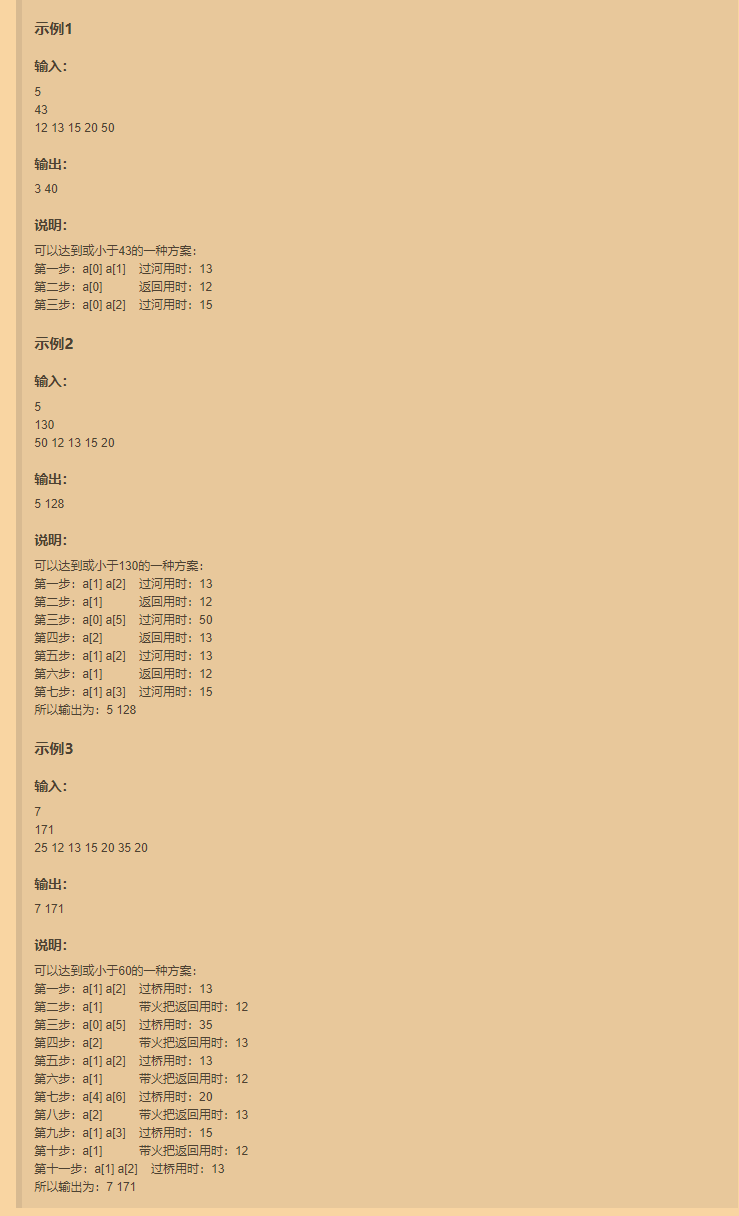 示例1
输入：
5
43
12 13 15 20 50
输出：
3 40
说明：
可以达到或小于43的一种方案：
第一步：a[0] a[1] 过河用时：13
第二步：a[0] 返回用时：12
第三步：a[0] a[2] 过河用时：15
示例2
输入：
5
130
50 12 13 15 20
输出：
5 128
说明：
可以达到或小于130的一种方案：
第一步：a[1] a[2] 过河用时：13
第二步：a[1] 返回用时：12
第三步：a[0] a[5] 过河用时：50
第四步：a[2] 返回用时：13
第五步：a[1] a[2] 过河用时：13
第六步：a[1] 返回用时：12
第七步：a[1] a[3] 过河用时：15
所以输出为：5 128
示例3
输入：
7
171
25 12 13 15 20 35 20
输出：
7 171
说明：
可以达到或小于60的一种方案：
第一步：a[1] a[2] 过桥用时：13
第二步：a[1] 带火把返回用时：12
第三步：a[0] a[5] 过桥用时：35
第四步：a[2] 带火把返回用时：13
第五步：a[1] a[2] 过桥用时：13
第六步：a[1] 带火把返回用时：12
第七步：a[4] a[6] 过桥用时：20
第八步：a[2] 带火把返回用时：13
第九步：a[1] a[3] 过桥用时：15
第十步：a[1] 带火把返回用时：12
第十一步：a[1] a[2] 过桥用时：13
所以输出为：7 171